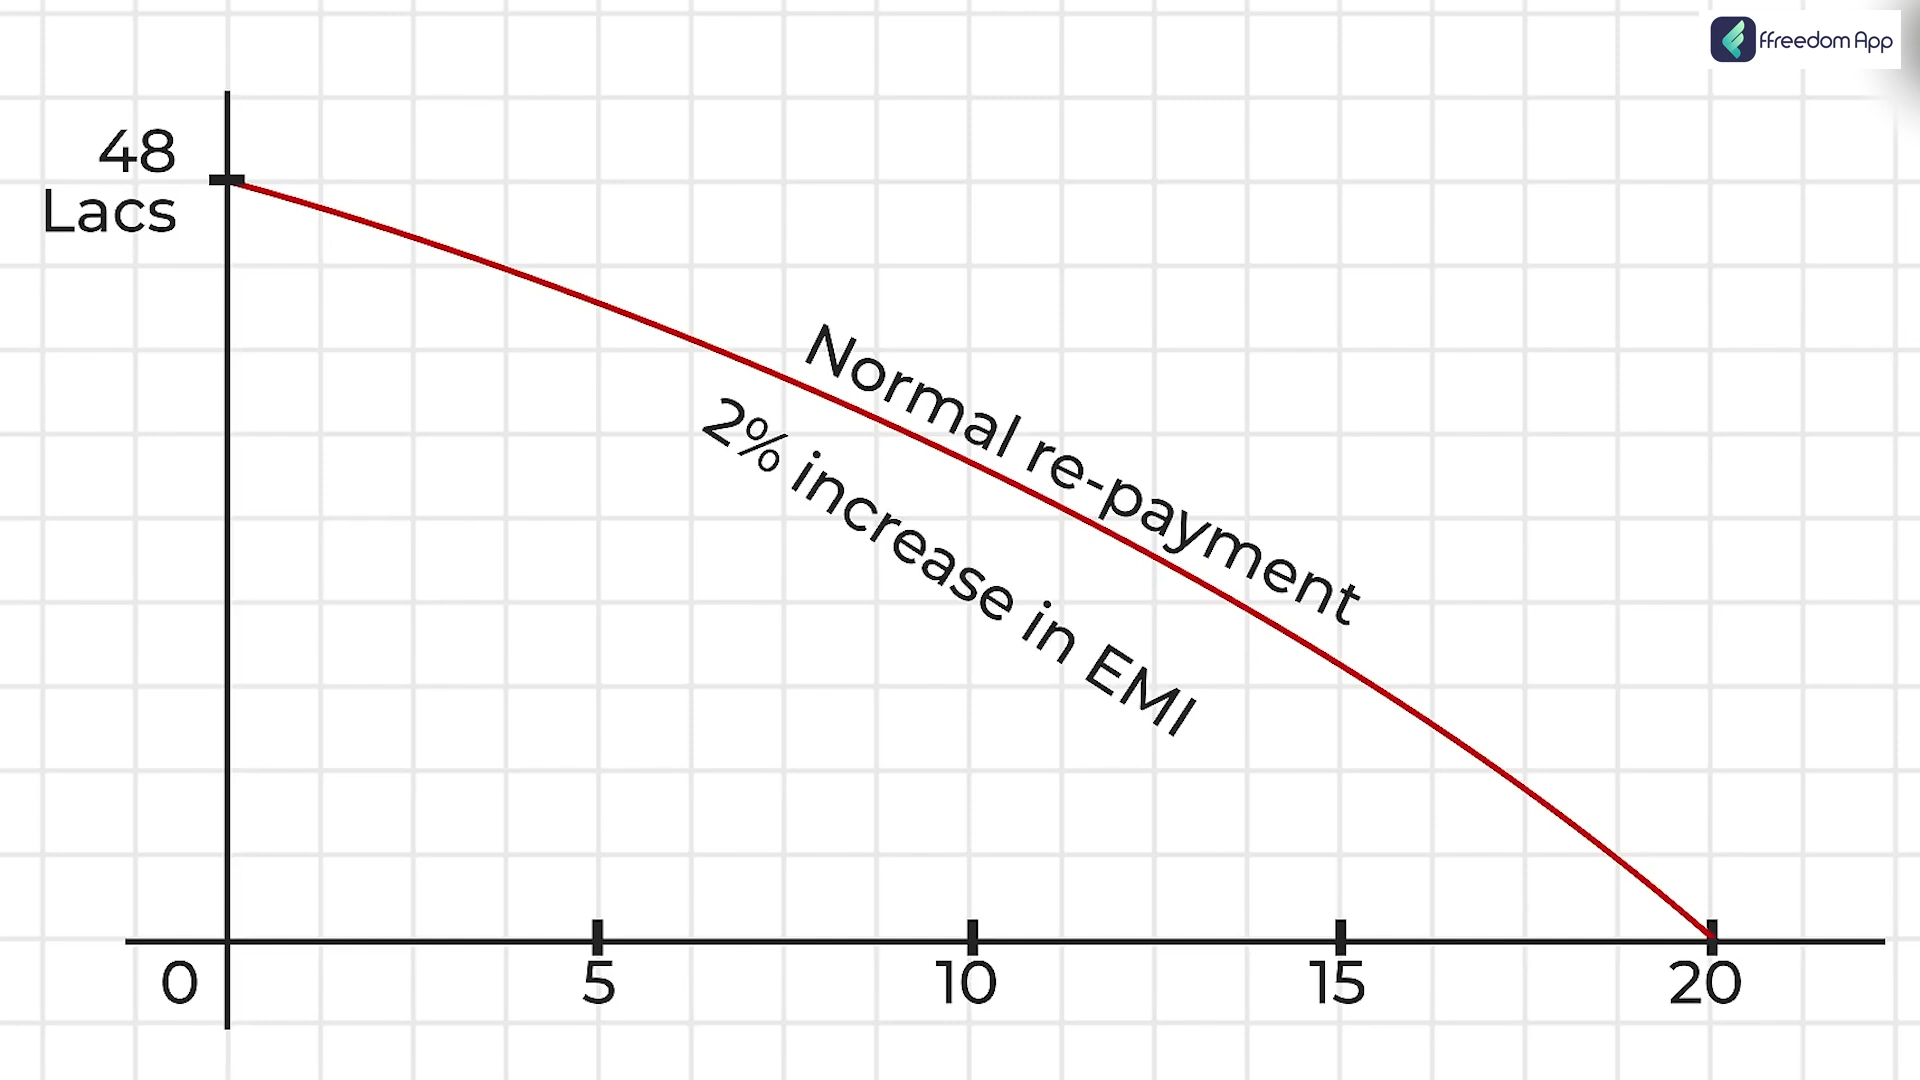 ffreedom App
48
Lacs
Normal re-payment
2% increase in EMI
0
5
10
15
20